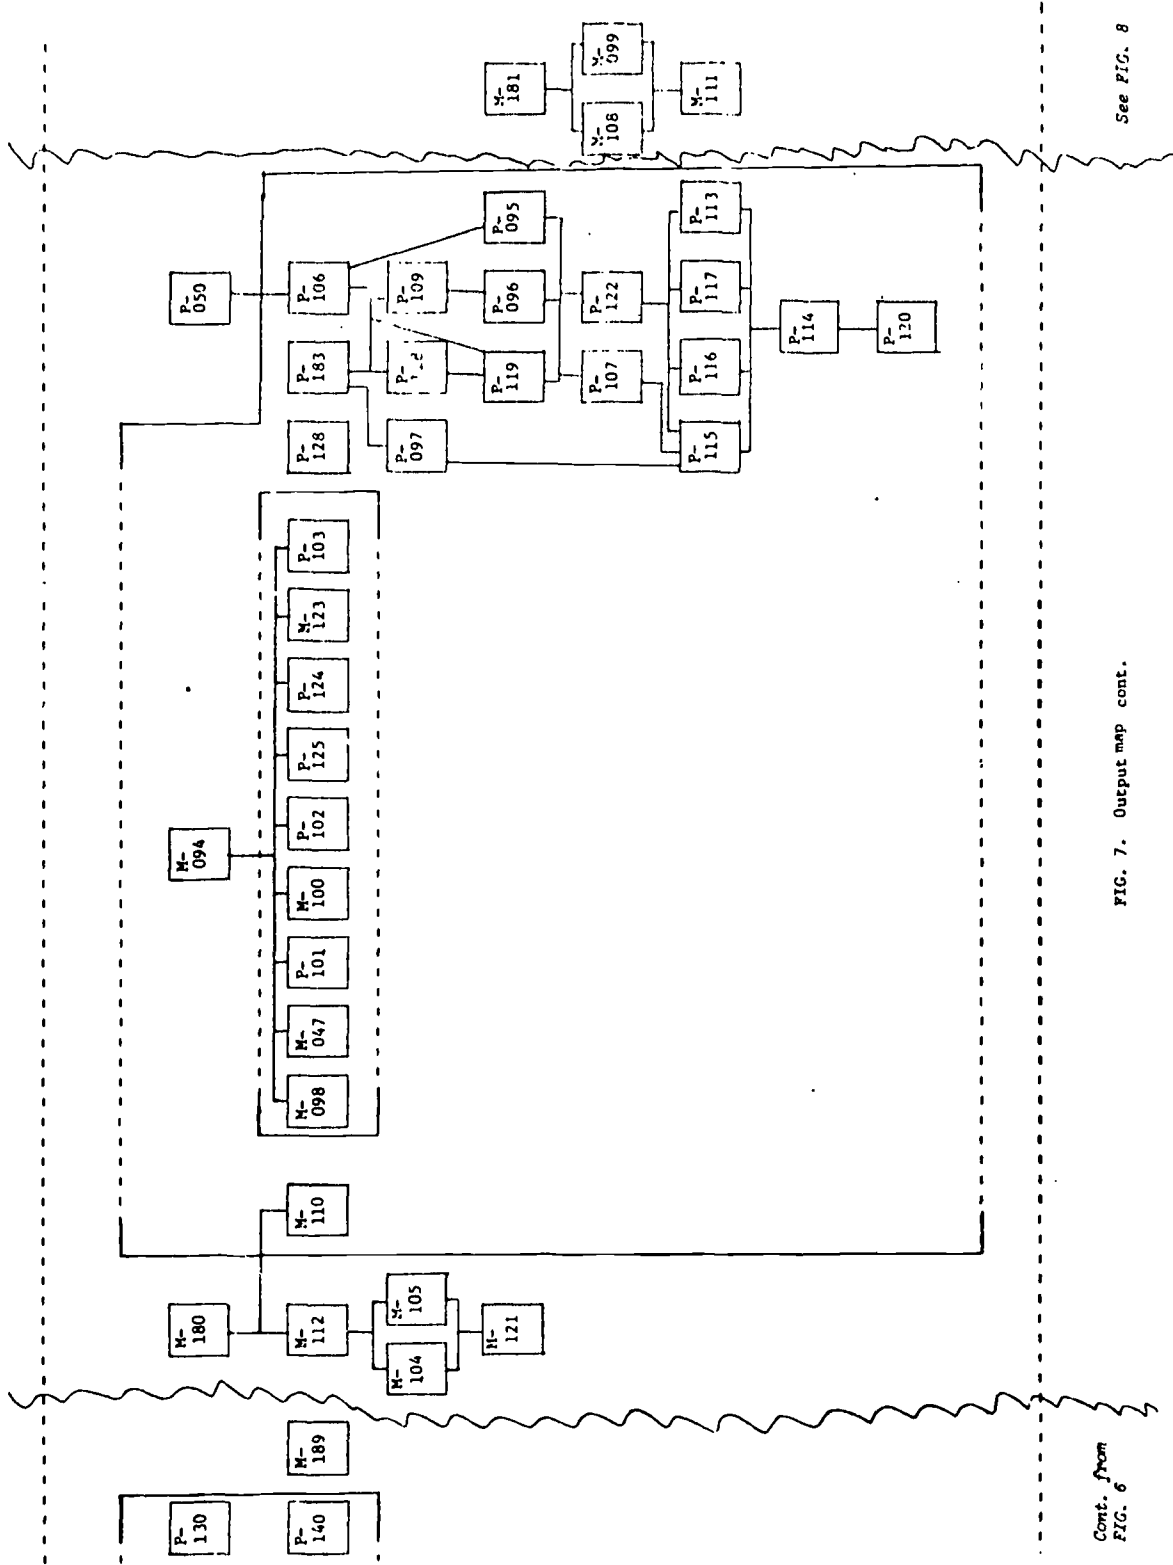 P-
130
M-
180
M-
094
P-
050
P-
140
M-
189
M-
112
M-
110
M-
098
M-
047
P-
101
M-
100
P-
102
P-
125
P-
124
M-
123
P-
103
P-
128
P-
183
P-
106
M-
104
M-
105
P-
097
P-
P-
109
M-
121
P-
119
P-
096
P-
095
M-
181
P-
107
P-
122
M-
108
M-
099
P-
115
P-
116
P-
117
P-
113
M-
111
P-
114
P-
120
Cont. from
FIG. 6
FIG. 7. Output map cont.
See FIG. 8